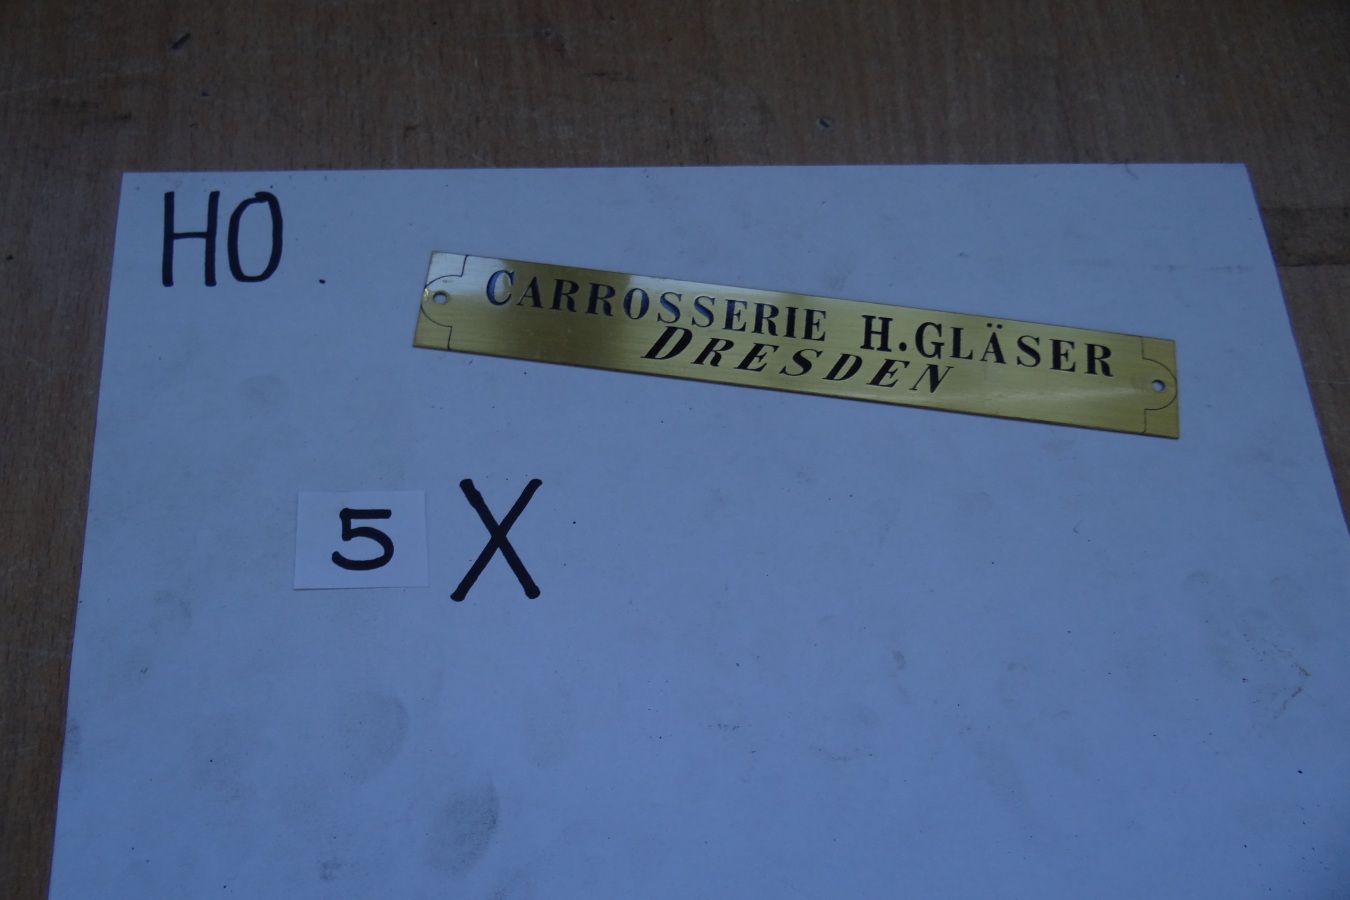 HO
CARROSSERIE H.GLÄSER
DRESDEN
5 X